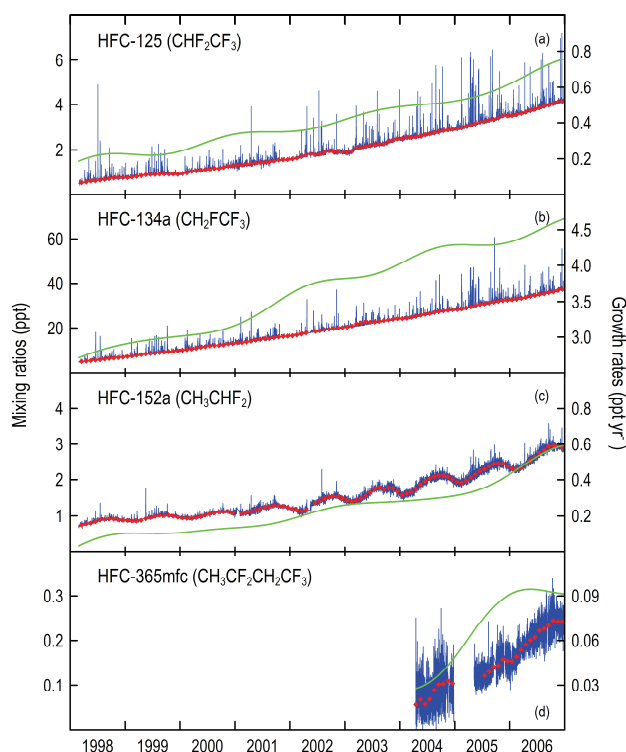 HFC-125 (CHF2CF3)
(a)
6
4
2
0.8
0.6
0.4
0.2
HFC-134a (CH2FCF3)
(b)
60
40
20
4.5
4.0
3.5
3.0
Mixing ratios (ppt)
Growth rates (ppt yr-)
HFC-152a (CH3CHF2)
(c)
4
3
2
1
0.8
0.6
0.4
0.2
HFC-365mfc (CH3CF2CH2CF3)
(d)
0.3
0.2
0.1
0.09
0.06
0.03
1998 1999 2000 2001 2002 2003 2004 2005 2006